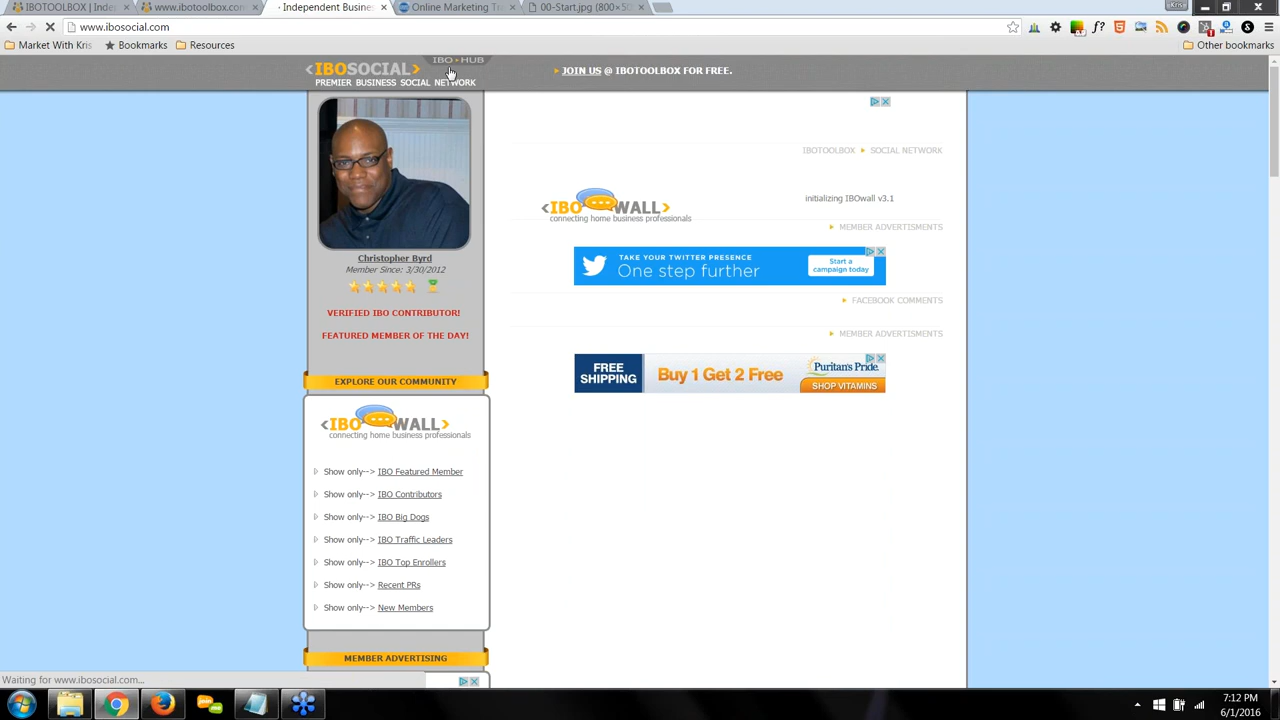 IBOTOOLBOX | Indep
www.ibotoolbox.com/
Independent Busine
Online Marketing Tr
00-Start.jpg (800×50
Kris
www.ibosocial.com
Market With Kris
Bookmarks
Resources
Other bookmarks
<IBOSOCIAL>
IBO HUB
PREMIER BUSINESS SOCIAL NETWORK
JOIN US @ IBOTOOLBOX FOR FREE.
IBOTOOLBOX SOCIAL NETWORK
<IBO WALL>
connecting home business professionals
initializing IBOwall v3.1
MEMBER ADVERTISMENTS
TAKE YOUR TWITTER PRESENCE
One step further
Start a
campaign today
FACEBOOK COMMENTS
MEMBER ADVERTISMENTS
FREE
SHIPPING
Buy 1 Get 2 Free
Puritan's Pride.
SHOP VITAMINS
Christopher Byrd
Member Since: 3/30/2012
VERIFIED IBO CONTRIBUTOR!
FEATURED MEMBER OF THE DAY!
EXPLORE OUR COMMUNITY
<IBO WALL>
connecting home business professionals
Show only--> IBO Featured Member
Show only--> IBO Contributors
Show only--> IBO Big Dogs
Show only--> IBO Traffic Leaders
Show only--> IBO Top Enrollers
Show only--> Recent PRs
Show only--> New Members
MEMBER ADVERTISING
Waiting for www.ibosocial.com...
7:12 PM
6/1/2016